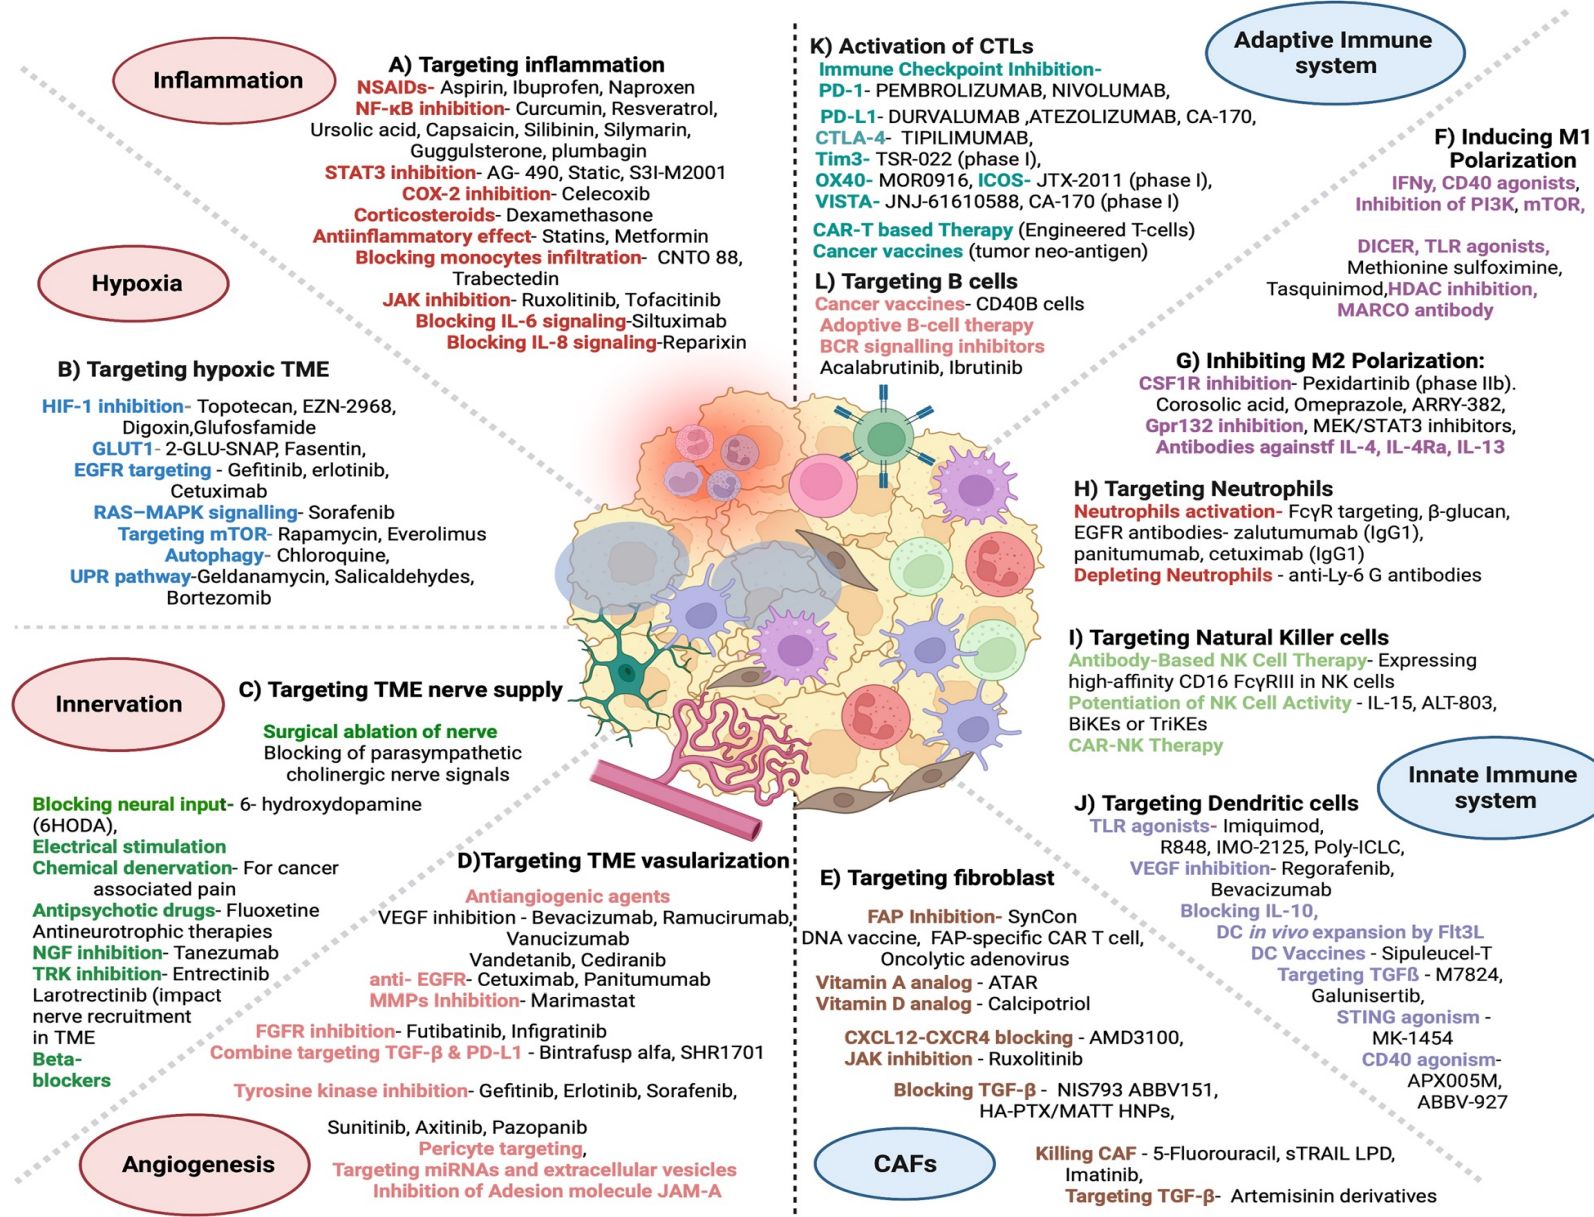 Inflammation
A) Targeting inflammation
NSAIDs- Aspirin, Ibuprofen, Naproxen
NF-κB inhibition- Curcumin, Resveratrol,
Ursolic acid, Capsaicin, Silibinin, Silymarin,
Guggulsterone, plumbagin
STAT3 inhibition- AG- 490, Static, S3I-M2001
COX-2 inhibition- Celecoxib
Corticosteroids- Dexamethasone
Antiinflammatory effect- Statins, Metformin
Blocking monocytes infiltration- CNTO 88,
Trabectedin
JAK inhibition- Ruxolitinib, Tofacitinib
Blocking IL-6 signaling-Siltuximab
Blocking IL-8 signaling-Reparixin
Hypoxia
B) Targeting hypoxic TME
HIF-1 inhibition- Topotecan, EZN-2968,
Digoxin,Glufosfamide
GLUT1- 2-GLU-SNAP, Fasentin,
EGFR targeting - Gefitinib, erlotinib,
Cetuximab
RAS–MAPK signalling- Sorafenib
Targeting mTOR- Rapamycin, Everolimus
Autophagy- Chloroquine,
UPR pathway-Geldanamycin, Salicaldehydes,
Bortezomib
Innervation
C) Targeting TME nerve supply
Surgical ablation of nerve
Blocking of parasympathetic
cholinergic nerve signals
Blocking neural input- 6- hydroxydopamine
(6HODA),
Electrical stimulation
Chemical denervation- For cancer
associated pain
Antipsychotic drugs- Fluoxetine
Antineurotrophic therapies
NGF inhibition- Tanezumab
TRK inhibition- Entrectinib
Larotrectinib (impact
nerve recruitment
in TME
Beta-
blockers
D)Targeting TME vasularization
Antiangiogenic agents
VEGF inhibition - Bevacizumab, Ramucirumab,
Vanucizumab
Vandetanib, Cediranib
anti- EGFR- Cetuximab, Panitumumab
MMPs Inhibition- Marimastat
FGFR inhibition- Futibatinib, Infigratinib
Combine targeting TGF-β & PD-L1 - Bintrafusp alfa, SHR1701
Tyrosine kinase inhibition- Gefitinib, Erlotinib, Sorafenib,
Sunitinib, Axitinib, Pazopanib
Pericyte targeting,
Targeting miRNAs and extracellular vesicles
Inhibition of Adesion molecule JAM-A
Angiogenesis
K) Activation of CTLs
Immune Checkpoint Inhibition-
PD-1- PEMBROLIZUMAB, NIVOLUMAB,
PD-L1- DURVALUMAB ,ATEZOLIZUMAB, CA-170,
CTLA-4- TIPILIMUMAB,
Tim3- TSR-022 (phase I),
OX40- MOR0916, ICOS- JTX-2011 (phase I),
VISTA- JNJ-61610588, CA-170 (phase I)
CAR-T based Therapy (Engineered T-cells)
Cancer vaccines (tumor neo-antigen)
L) Targeting B cells
Cancer vaccines- CD40B cells
Adoptive B-cell therapy
BCR signalling inhibitors
Acalabrutinib, Ibrutinib
Adaptive Immune
system
F) Inducing M1
Polarization
IFNy, CD40 agonists,
Inhibition of PI3K, mTOR,
DICER, TLR agonists,
Methionine sulfoximine,
Tasquinimod,HDAC inhibition,
MARCO antibody
G) Inhibiting M2 Polarization:
CSF1R inhibition- Pexidartinib (phase IIb).
Corosolic acid, Omeprazole, ARRY-382,
Gpr132 inhibition, MEK/STAT3 inhibitors,
Antibodies againstf IL-4, IL-4Ra, IL-13
H) Targeting Neutrophils
Neutrophils activation- FcγR targeting, β-glucan,
EGFR antibodies- zalutumumab (IgG1),
panitumumab, cetuximab (IgG1)
Depleting Neutrophils - anti-Ly-6 G antibodies
I) Targeting Natural Killer cells
Antibody-Based NK Cell Therapy- Expressing
high-affinity CD16 FcγRIII in NK cells
Potentiation of NK Cell Activity - IL-15, ALT-803,
BiKEs or TriKEs
CAR-NK Therapy
Innate Immune
system
J) Targeting Dendritic cells
TLR agonists- Imiquimod,
R848, IMO-2125, Poly-ICLC,
VEGF inhibition- Regorafenib,
Bevacizumab
Blocking IL-10,
DC in vivo expansion by Flt3L
DC Vaccines - Sipuleucel-T
Targeting TGFß - M7824,
Galunisertib,
STING agonism -
MK-1454
CD40 agonism-
APX005M,
ABBV-927
E) Targeting fibroblast
FAP Inhibition- SynCon
DNA vaccine, FAP-specific CAR T cell,
Oncolytic adenovirus
Vitamin A analog - ATAR
Vitamin D analog - Calcipotriol
CXCL12-CXCR4 blocking - AMD3100,
JAK inhibition - Ruxolitinib
Blocking TGF-β - NIS793 ABBV151,
HA-PTX/MATT HNPs,
CAFs
Killing CAF - 5-Fluorouracil, sTRAIL LPD,
Imatinib,
Targeting TGF-β- Artemisinin derivatives